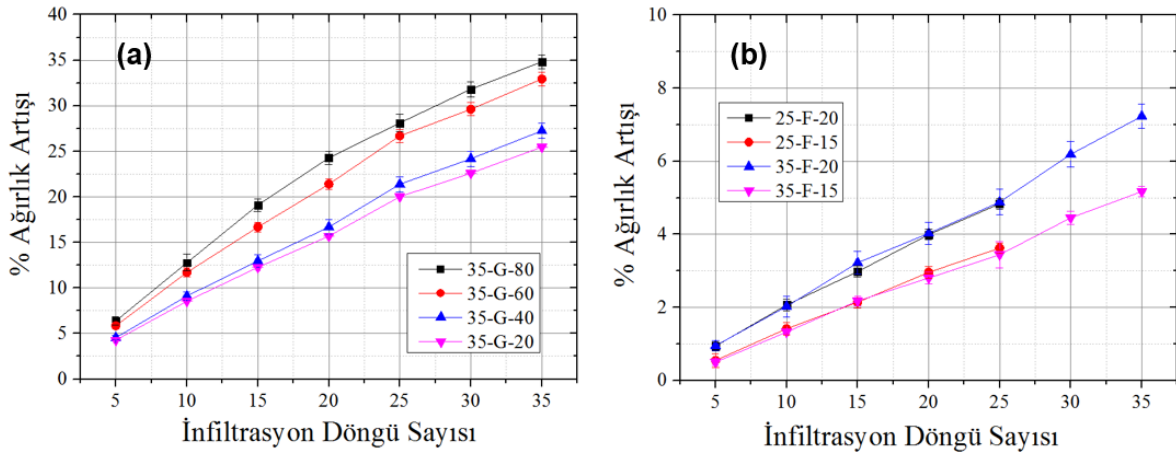 (a)
% Ağırlık Artışı
40
35
30
25
20
15
10
5
0
35-G-80
35-G-60
35-G-40
35-G-20
5 10 15 20 25 30 35
İnfiltrasyon Döngü Sayısı
(b)
% Ağırlık Artışı
10
8
6
4
2
0
25-F-20
25-F-15
35-F-20
35-F-15
5 10 15 20 25 30 35
İnfiltrasyon Döngü Sayısı